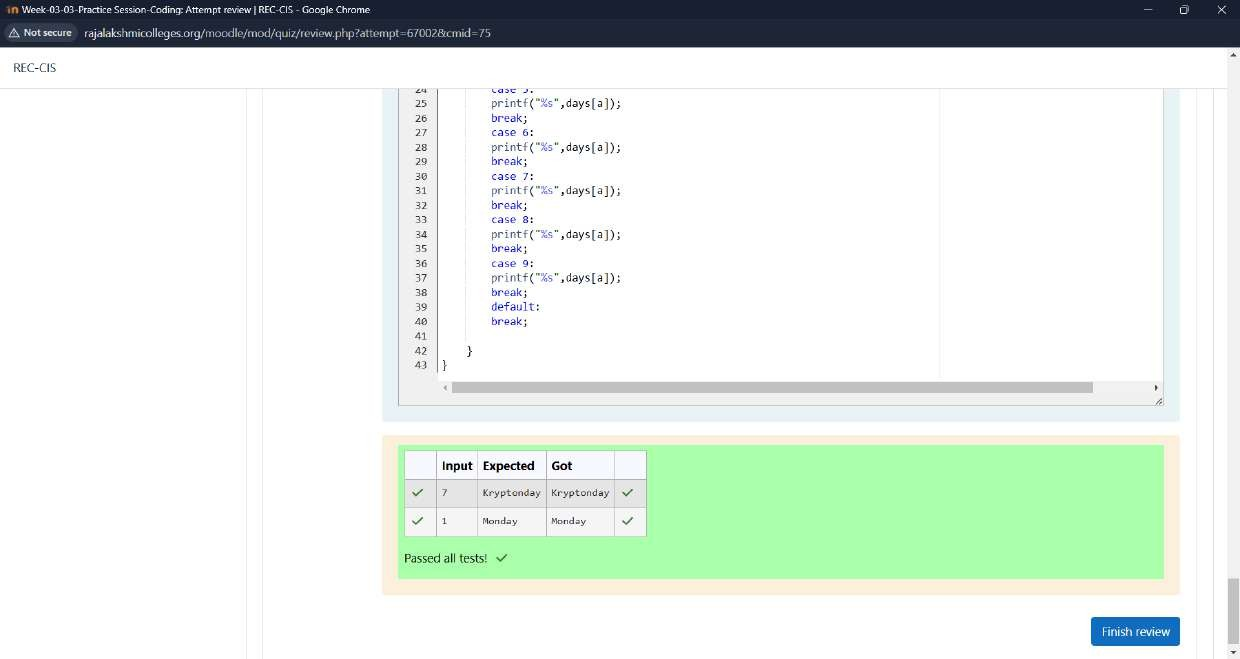 Week-03-03-Practice Session-Coding: Attempt review | REC-CIS - Google Chrome
Not secure rajalakshmicolleges.org/moodle/mod/quiz/review.php?attempt=67002&cmid=75
REC-CIS
24 case 5:
25 printf("%s",days[a]);
26 break;
27 case 6:
28 printf("%s",days[a]);
29 break;
30 case 7:
31 printf("%s",days[a]);
32 break;
33 case 8:
34 printf("%s",days[a]);
35 break;
36 case 9:
37 printf("%s",days[a]);
38 break;
39 default:
40 break;
41
42 }
43 }
Input Expected Got
7 Kryptonday Kryptonday
1 Monday Monday
Passed all tests!
Finish review